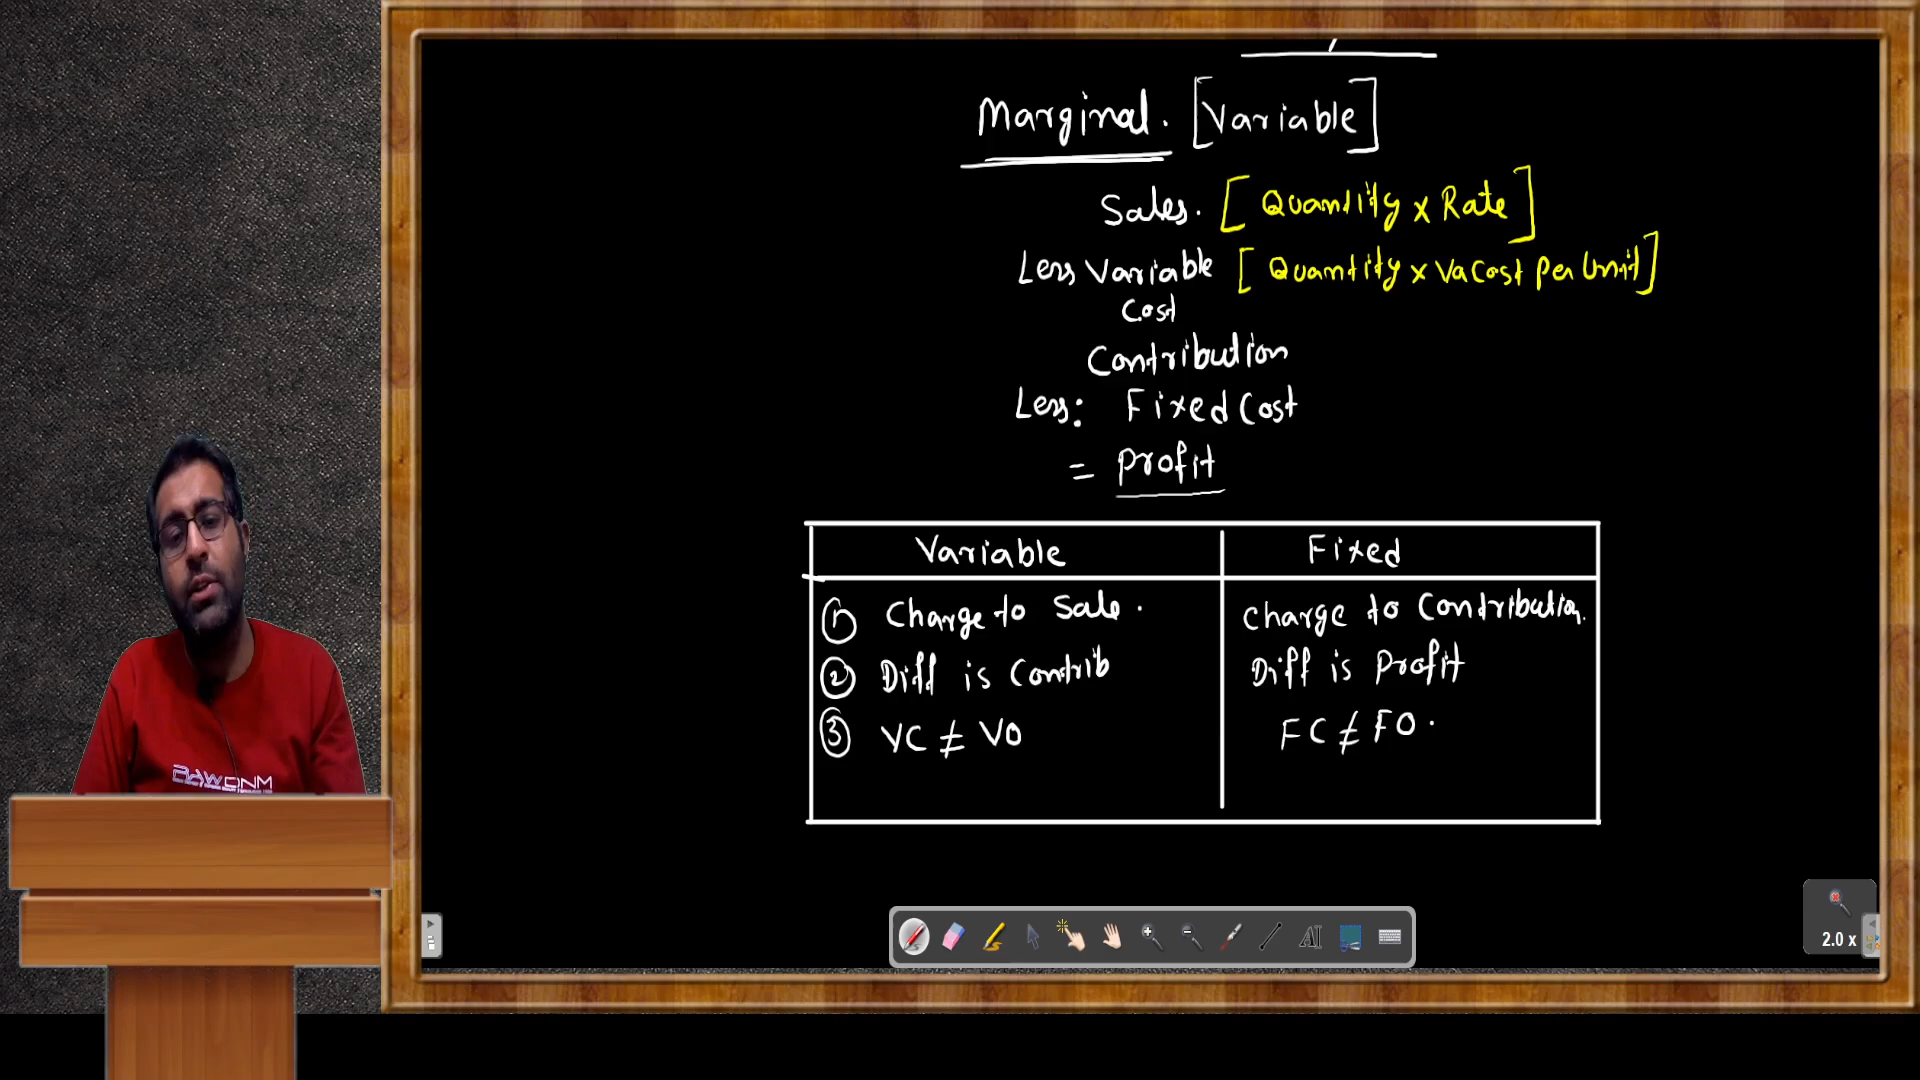 Marginal. [Variable]
Sales. [Quantity x Rate]
Less Variable [Quantity x Va Cost Per Unit]
Cost
Contribution
Less: Fixed Cost
= Profit
Variable Fixed
① Charge to Sale. Charge to Contribution.
② Diff is Contrib Diff is Profit
③ VC ≠ VO FC ≠ FO.
2.0 x